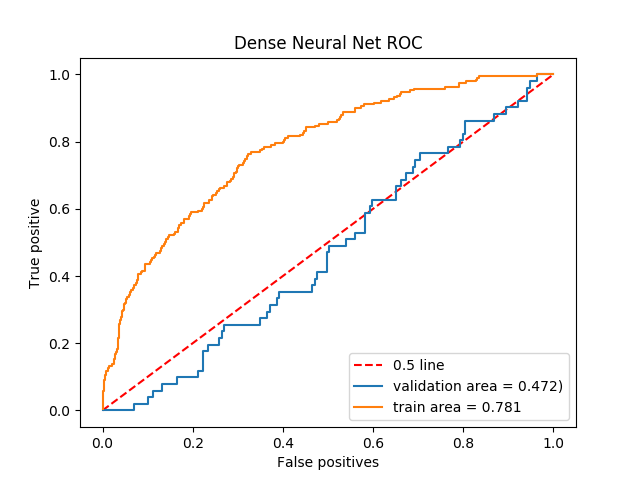 Dense Neural Net ROC
1.0
0.8
0.6
0.4
0.2
0.0
True positive
0.0 0.2 0.4 0.6 0.8 1.0
False positives
0.5 line
validation area = 0.472)
train area = 0.781